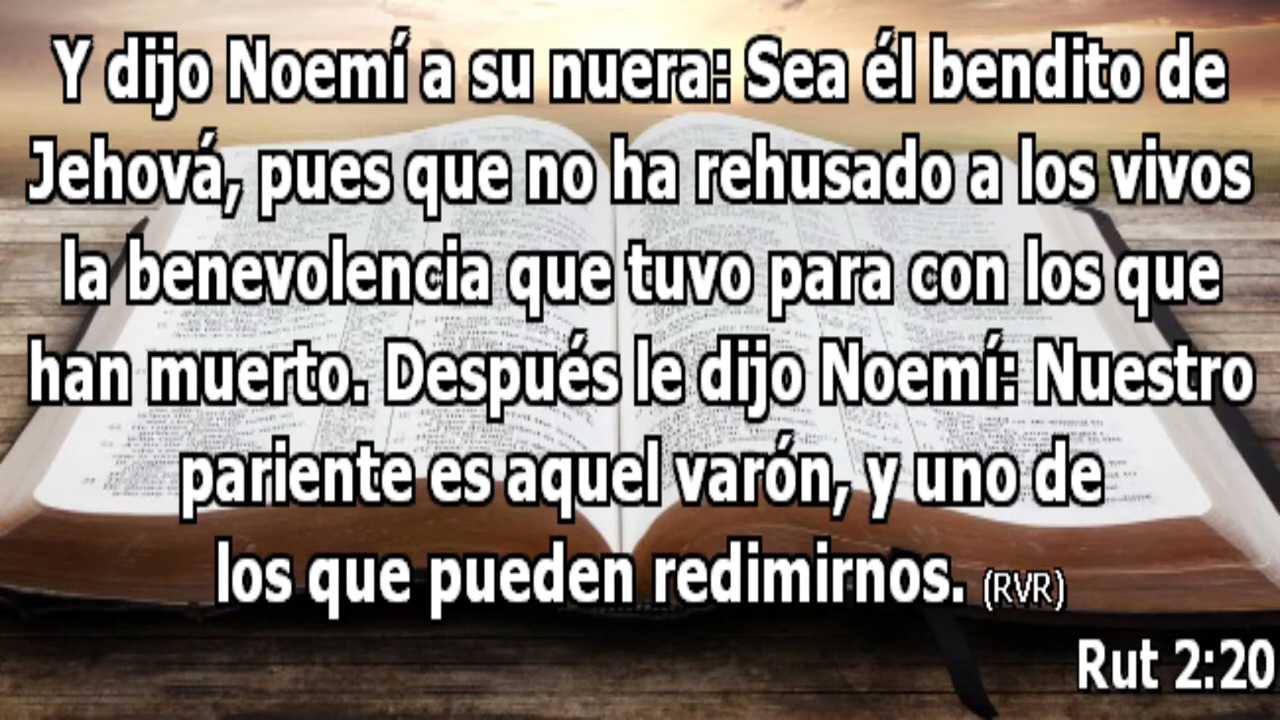 Y dijo Noemí a su nuera: Sea él bendito de
Jehová, pues que no ha rehusado a los vivos
la benevolencia que tuvo para con los que
han muerto. Después le dijo Noemí: Nuestro
pariente es aquel varón, y uno de
los que pueden redimirnos. (RVR)
Rut 2:20